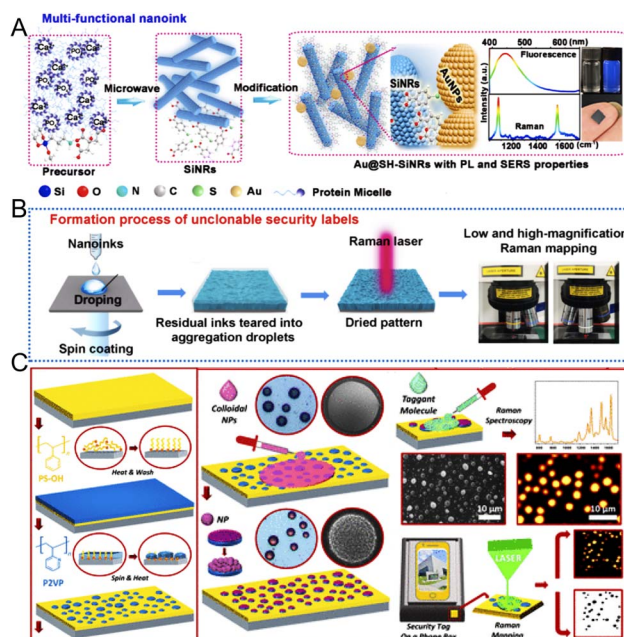 A
Multi-functional nanoink
Ca²⁺
PO₄
Precursor
Microwave
SiNRs
Modification
SiNRs
AuNPs
400 500 600 (nm)
Fluorescence
Intensity (a.u.)
Raman
1200 1400 1600 (cm⁻¹)
Au@SH-SiNRs with PL and SERS properties
Si O N C S Au Protein Micelle
B
Formation process of unclonable security labels
Nanoinks
Droping
Spin coating
Residual inks teared into
aggregation droplets
Raman laser
Dried pattern
Low and high-magnification
Raman mapping
C
PS-OH
Heat & Wash
P2VP
Spin & Heat
Colloidal
NPs
NP
Taggant
Molecule
Raman
Spectroscopy
10 µm
10 µm
LASER
Security Tag
On a Phone Box
Raman
Mapping